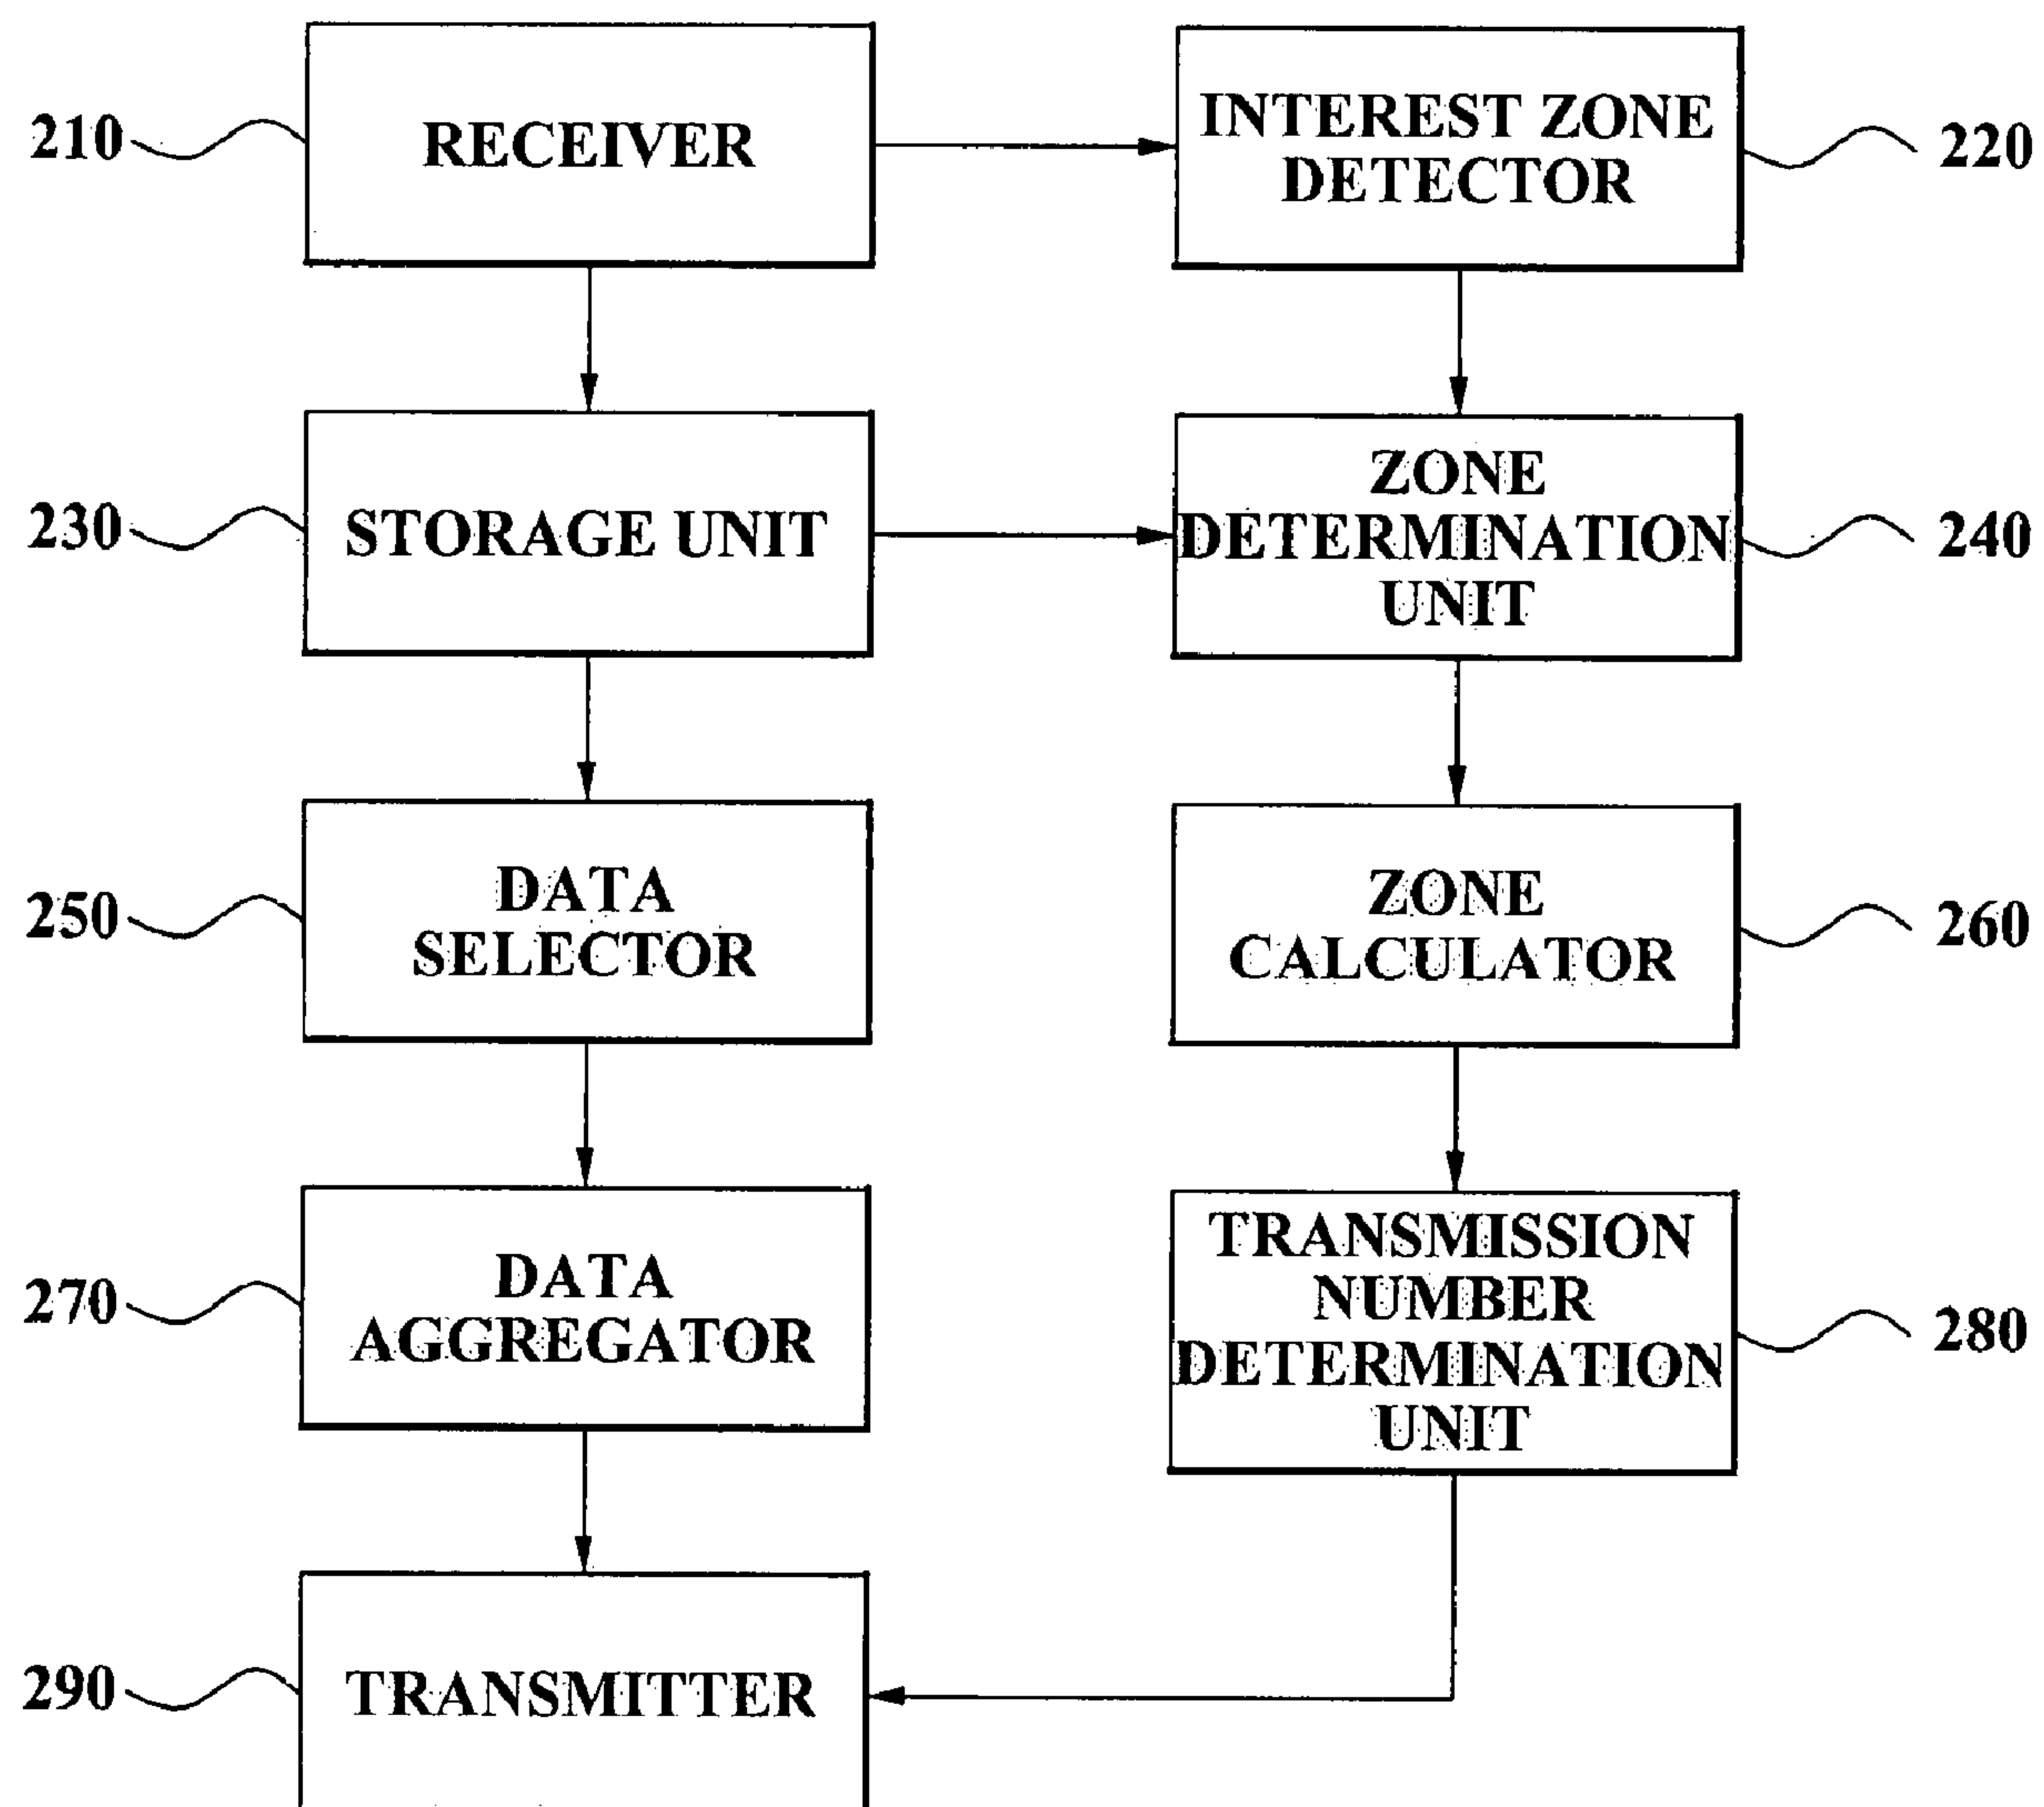 210
RECEIVER
INTEREST ZONE
DETECTOR
220
230
STORAGE UNIT
ZONE
DETERMINATION
UNIT
240
250
DATA
SELECTOR
ZONE
CALCULATOR
260
270
DATA
AGGREGATOR
TRANSMISSION
NUMBER
DETERMINATION
UNIT
280
290
TRANSMITTER